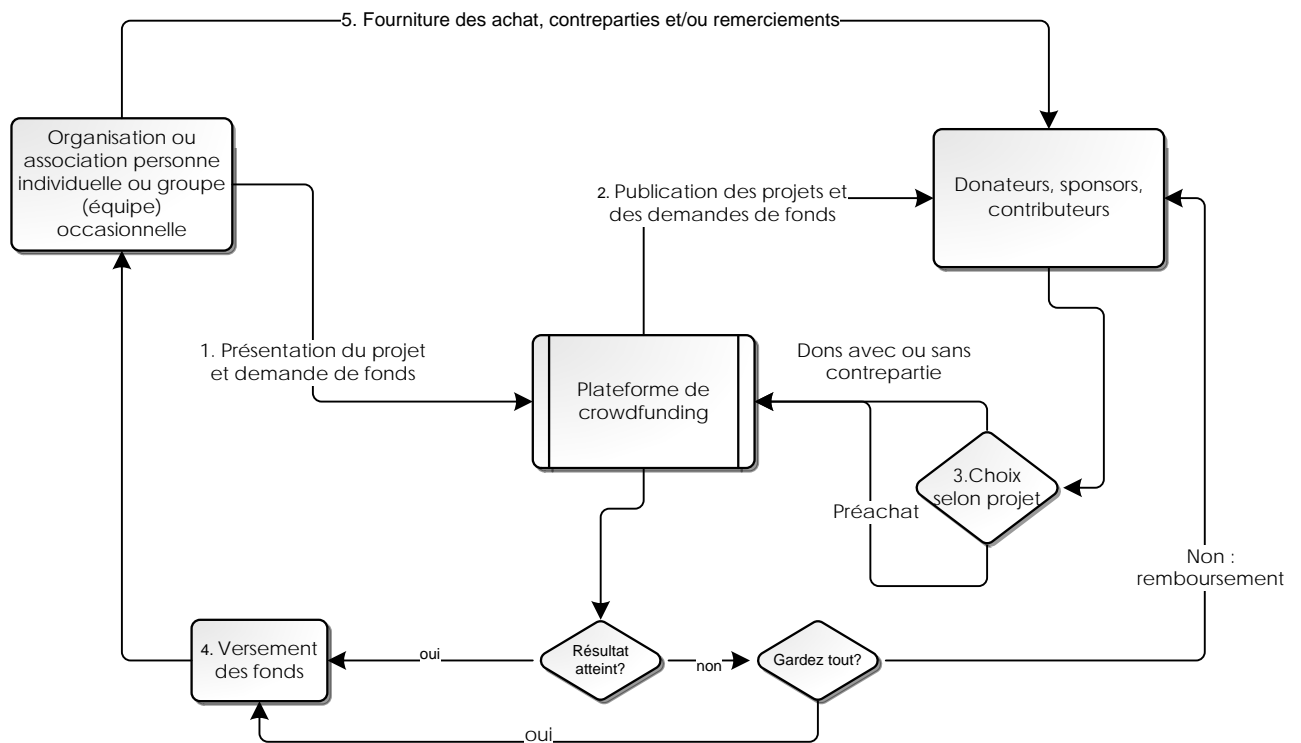 5. Fourniture des achat, contreparties et/ou remerciements
Organisation ou
association personne
individuelle ou groupe
(équipe)
occasionnelle
2. Publication des projets et
des demandes de fonds
Donateurs, sponsors,
contributeurs
1. Présentation du projet
et demande de fonds
Plateforme de
crowdfunding
Dons avec ou sans
contrepartie
3.Choix
selon projet
Préachat
Non :
remboursement
4. Versement
des fonds
oui
Résultat
atteint?
non
Gardez tout?
oui